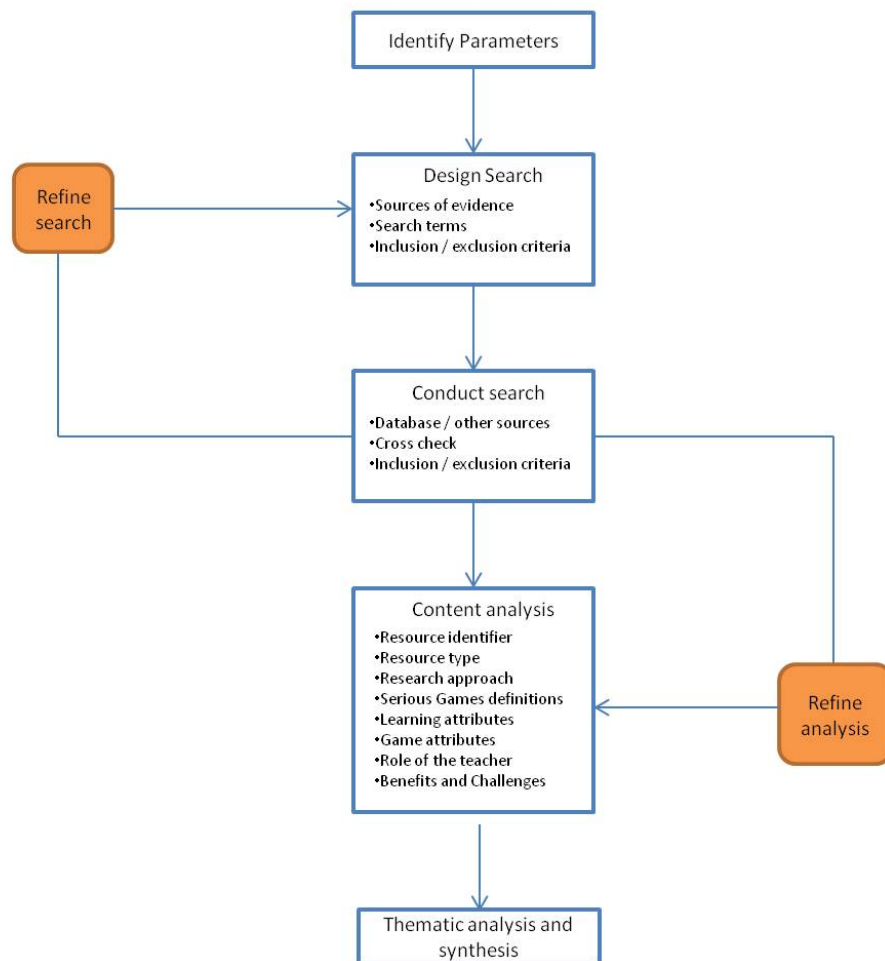 Identify Parameters
Design Search
•Sources of evidence
•Search terms
•Inclusion / exclusion criteria
Refine
search
Conduct search
•Database / other sources
•Cross check
•Inclusion / exclusion criteria
Content analysis
•Resource identifier
•Resource type
•Research approach
•Serious Games definitions
•Learning attributes
•Game attributes
•Role of the teacher
•Benefits and Challenges
Refine
analysis
Thematic analysis and
synthesis